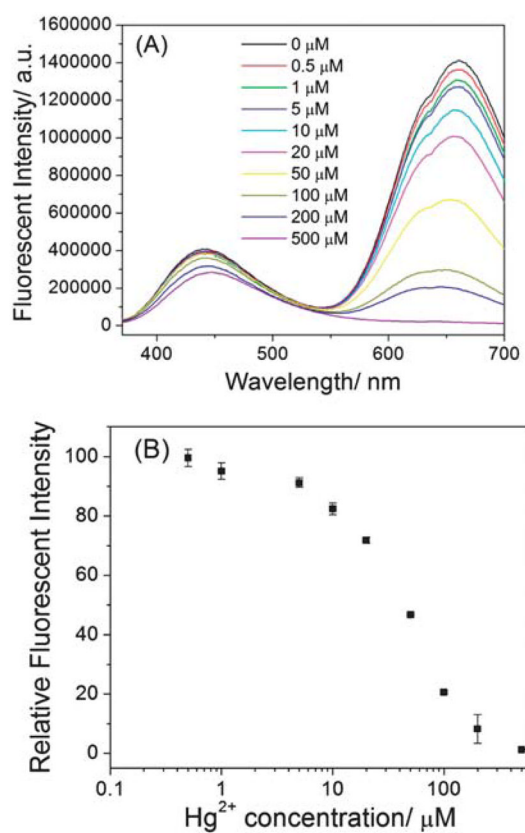 (A)
Fluorescent Intensity/ a.u.
1600000
1400000
1200000
1000000
800000
600000
400000
200000
0
0 μM
0.5 μM
1 μM
5 μM
10 μM
20 μM
50 μM
100 μM
200 μM
500 μM
400 500 600 700
Wavelength/ nm
(B)
Relative Fluorescent Intensity
100
80
60
40
20
0
0.1 1 10 100
Hg²⁺ concentration/ μM